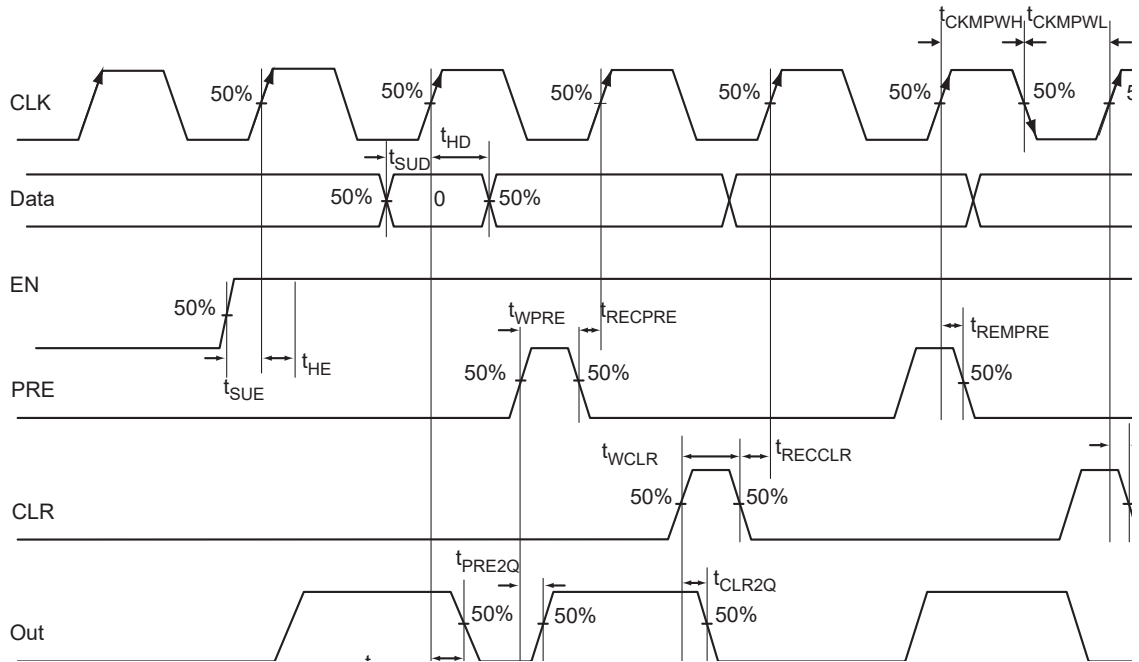 tCKMPWH tCKMPWL
CLK 50% 50% 50% 50% 50% 50% 5
tSUD tHD
Data 50% 0 50%
EN 50%
tSUE tHE
tWPRE tRECPRE tREMPRE
PRE 50% 50% 50%
tWCLR tRECCLR
CLR 50% 50%
tPRE2Q tCLR2Q
Out 50% 50% 50%
t